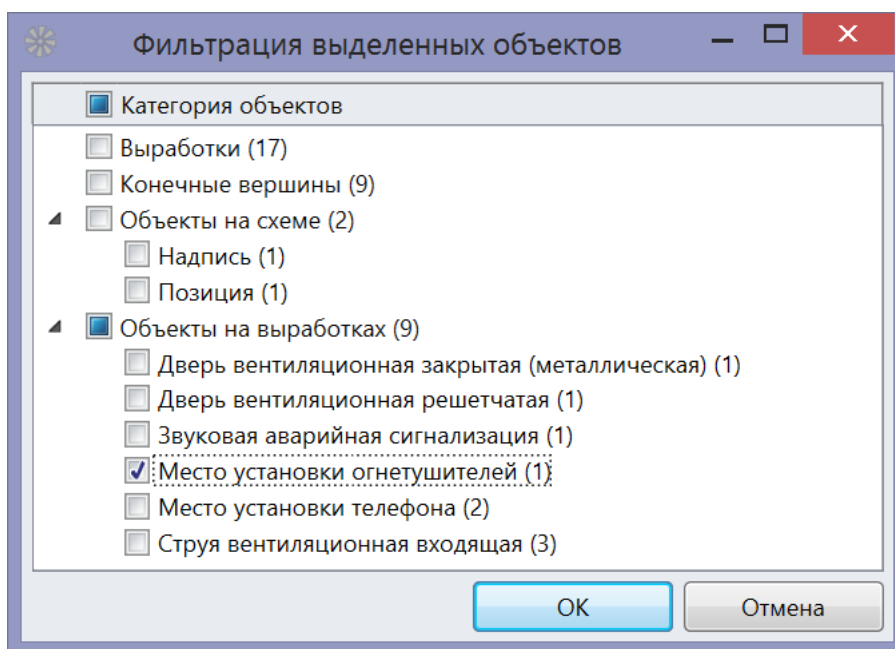 Фильтрация выделенных объектов
Категория объектов
Выработки (17)
Конечные вершины (9)
Объекты на схеме (2)
Надпись (1)
Позиция (1)
Объекты на выработках (9)
Дверь вентиляционная закрытая (металлическая) (1)
Дверь вентиляционная решетчатая (1)
Звуковая аварийная сигнализация (1)
Место установки огнетушителей (1)
Место установки телефона (2)
Струя вентиляционная входящая (3)
ОК Отмена